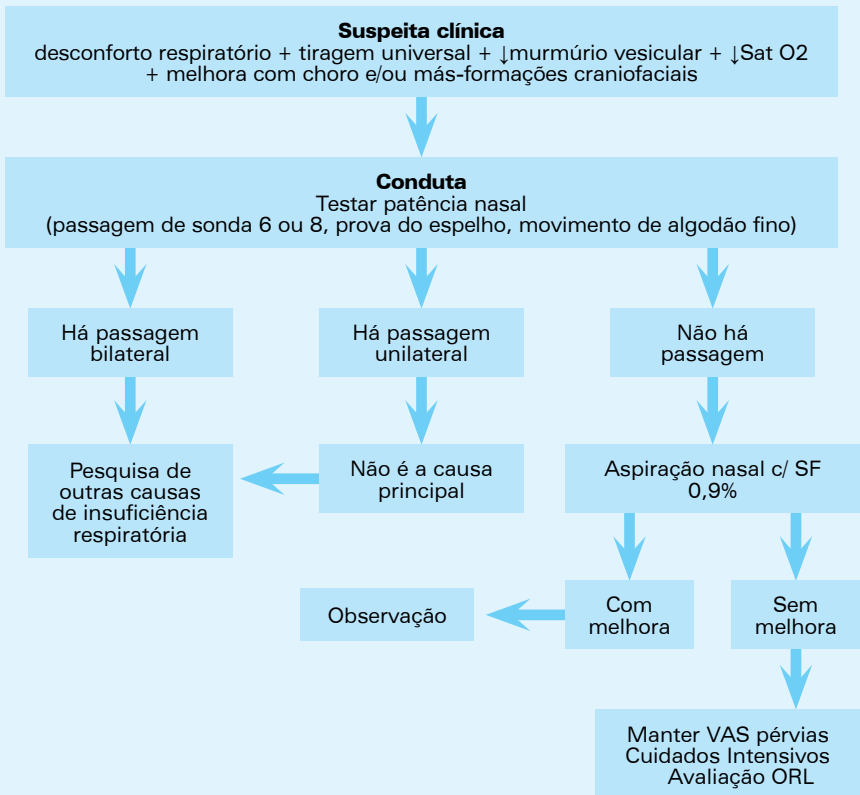 Suspeita clínica
desconforto respiratório + tiragem universal + ↓murmúrio vesicular + ↓Sat O2
+ melhora com choro e/ou más-formações craniofaciais
Conduta
Testar patência nasal
(passagem de sonda 6 ou 8, prova do espelho, movimento de algodão fino)
Há passagem
bilateral
Há passagem
unilateral
Não há
passagem
Pesquisa de
outras causas
de insuficiência
respiratória
Não é a causa
principal
Aspiração nasal c/ SF
0,9%
Observação
Com
melhora
Sem
melhora
Manter VAS pérvias
Cuidados Intensivos
Avaliação ORL